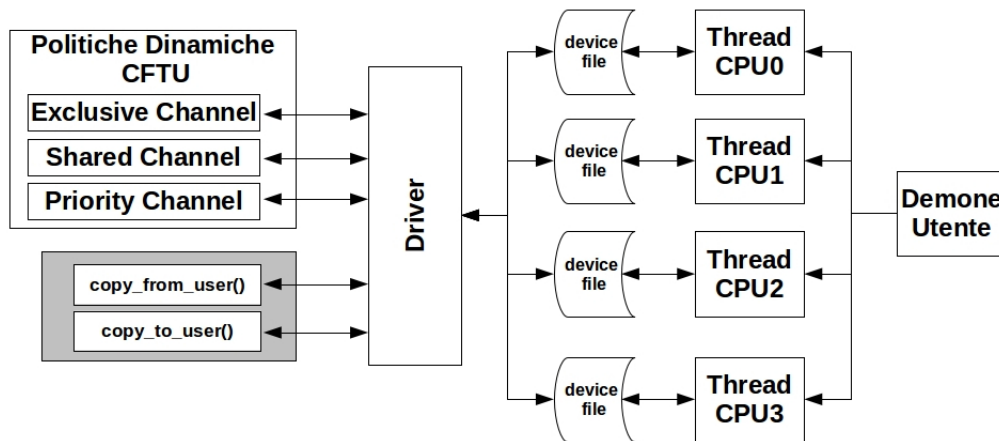 Politiche Dinamiche
CFTU
Exclusive Channel
Shared Channel
Priority Channel
copy_from_user()
copy_to_user()
Driver
device
file
Thread
CPU0
device
file
Thread
CPU1
device
file
Thread
CPU2
device
file
Thread
CPU3
Demone
Utente